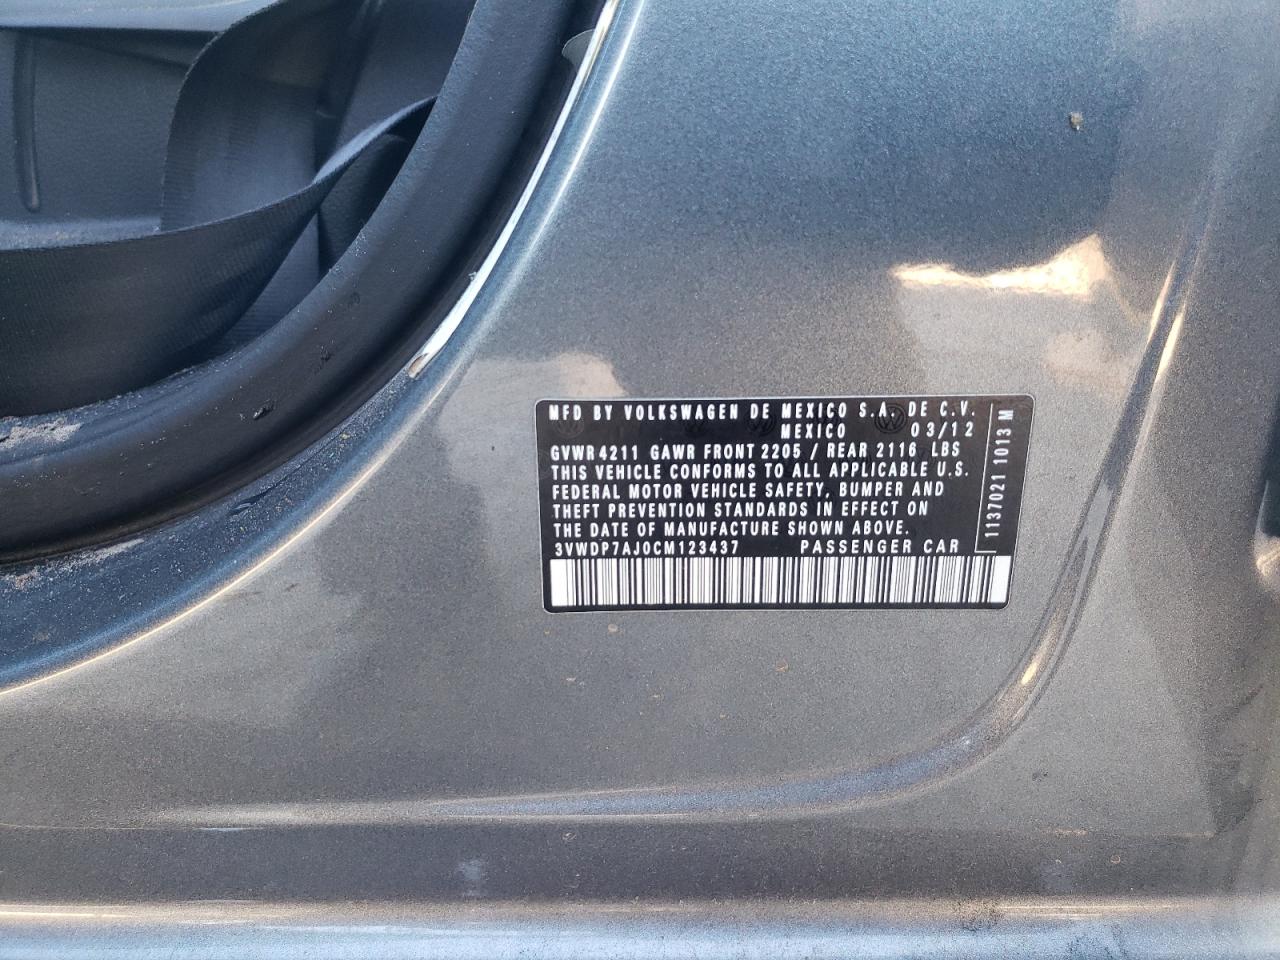 MFD BY VOLKSWAGEN DE MEXICO S.A. DE C.V.
MEXICO 03/12
GVWR 4211 GAWR FRONT 2205 / REAR 2116 LBS
THIS VEHICLE CONFORMS TO ALL APPLICABLE U.S.
FEDERAL MOTOR VEHICLE SAFETY, BUMPER AND
THEFT PREVENTION STANDARDS IN EFFECT ON
THE DATE OF MANUFACTURE SHOWN ABOVE.
3VWDP7AJ0CM123437 PASSENGER CAR
1137021 1013 M